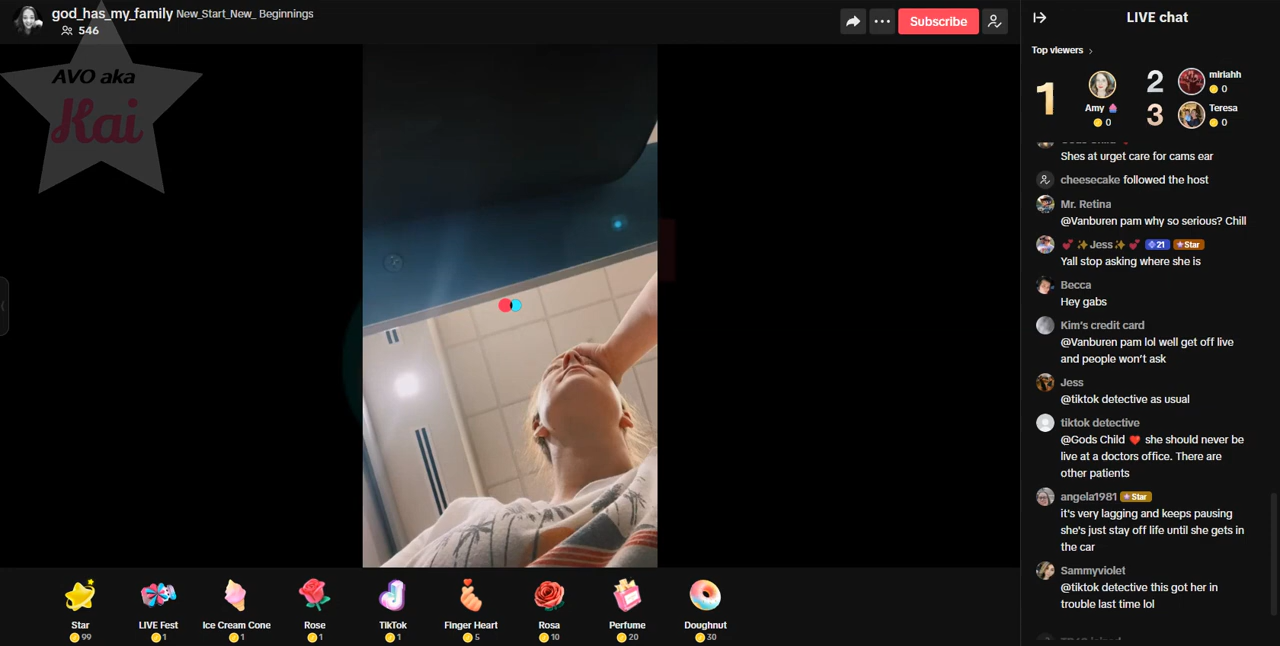 god_has_my_family New_Start_New_ Beginnings
546
Subscribe
LIVE chat
AVO aka
Kai
Top viewers
1
Amy
0
2
mlrlahh
0
3
Teresa
0
Shes at urget care for cams ear
cheesecake followed the host
Mr. Retina
@Vanburen pam why so serious? Chill
Jess 21 Star
Yall stop asking where she is
Becca
Hey gabs
Kim's credit card
@Vanburen pam lol well get off live
and people won't ask
Jess
@tiktok detective as usual
tiktok detective
@Gods Child ❤️ she should never be
live at a doctors office. There are
other patients
angela1981 Star
it's very lagging and keeps pausing
she's just stay off life until she gets in
the car
Sammyviolet
@tiktok detective this got her in
trouble last time lol
Star
99
LIVE Fest
1
Ice Cream Cone
1
Rose
1
TikTok
1
Finger Heart
5
Rosa
10
Perfume
20
Doughnut
30